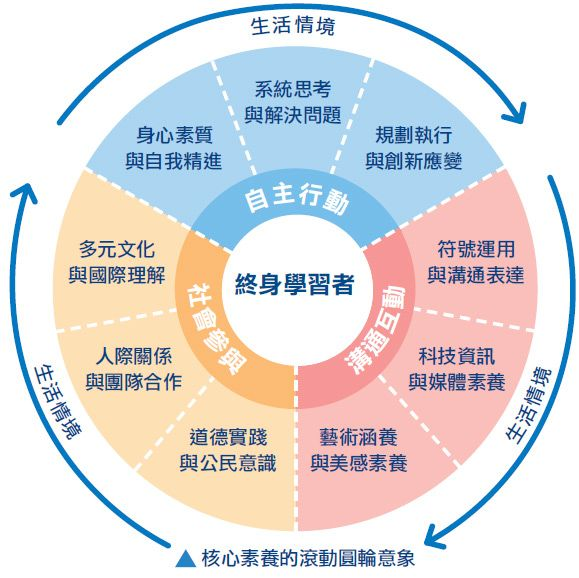 生活情境
系統思考
與解決問題
身心素質
與自我精進
規劃執行
與創新應變
自主行動
多元文化
與國際理解
符號運用
與溝通表達
終身學習者
社會參與
溝通互動
人際關係
與團隊合作
科技資訊
與媒體素養
生活情境
生活情境
道德實踐
與公民意識
藝術涵養
與美感素養
▲ 核心素養的滾動圓輪意象